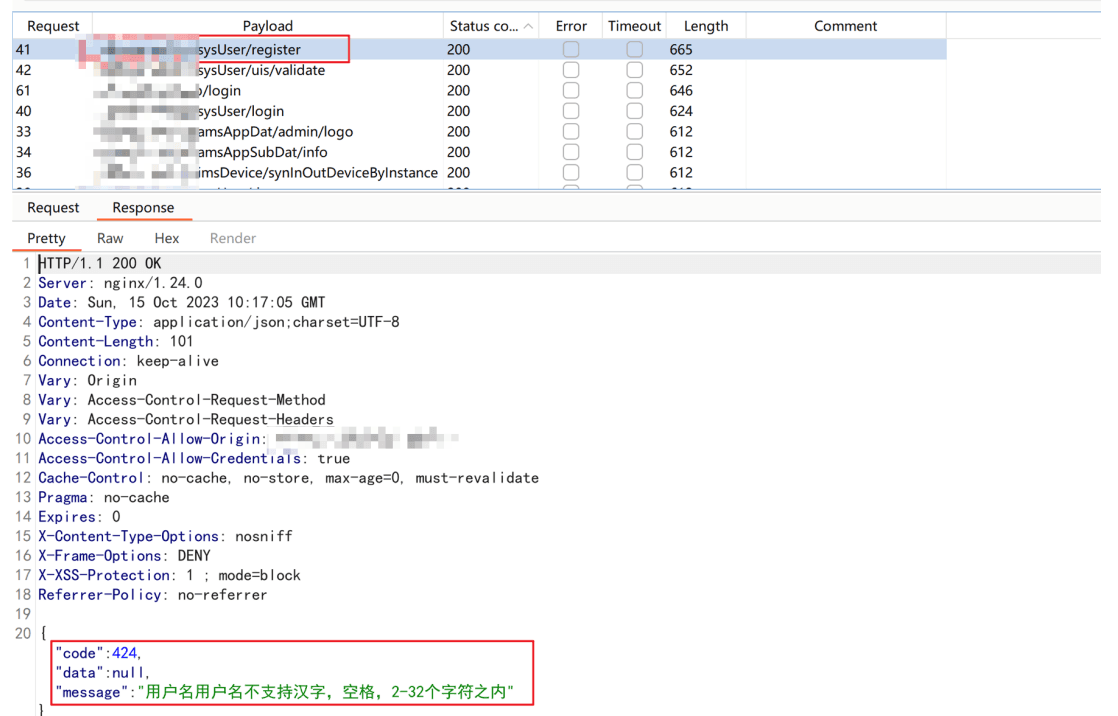 Request Payload Status co... Error Timeout Length Comment
41 sysUser/register 200 665
42 sysUser/uis/validate 200 652
61 /login 200 646
40 sysUser/login 200 624
33 amsAppDat/admin/logo 200 612
34 amsAppSubDat/info 200 612
36 imsDevice/synInOutDeviceByInstance 200 612
Request Response
Pretty Raw Hex Render
1 HTTP/1.1 200 OK
2 Server: nginx/1.24.0
3 Date: Sun, 15 Oct 2023 10:17:05 GMT
4 Content-Type: application/json;charset=UTF-8
5 Content-Length: 101
6 Connection: keep-alive
7 Vary: Origin
8 Vary: Access-Control-Request-Method
9 Vary: Access-Control-Request-Headers
10 Access-Control-Allow-Origin:
11 Access-Control-Allow-Credentials: true
12 Cache-Control: no-cache, no-store, max-age=0, must-revalidate
13 Pragma: no-cache
14 Expires: 0
15 X-Content-Type-Options: nosniff
16 X-Frame-Options: DENY
17 X-XSS-Protection: 1 ; mode=block
18 Referrer-Policy: no-referrer
19
20 {
"code":424,
"data":null,
"message":"用户名用户名不支持汉字，空格，2-32个字符之内"
}